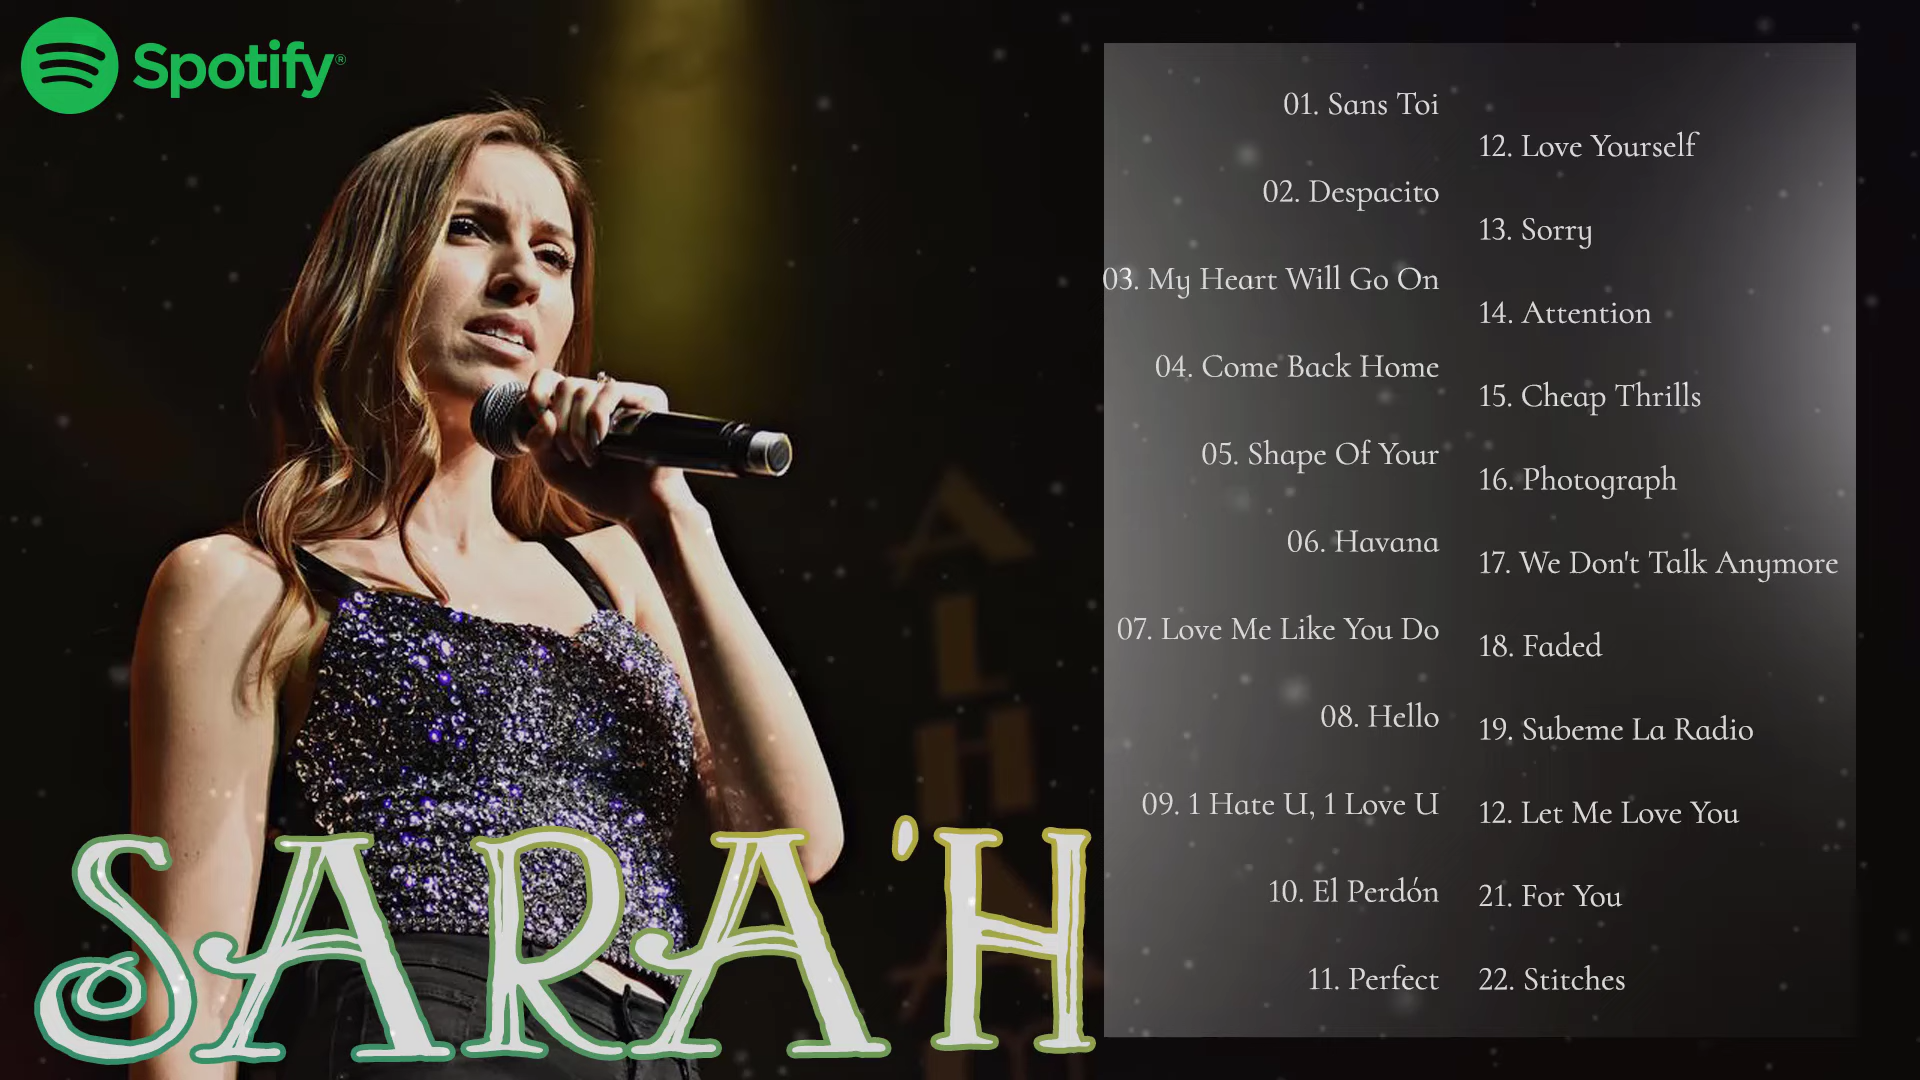 Spotify®
01. Sans Toi
02. Despacito
03. My Heart Will Go On
04. Come Back Home
05. Shape Of Your
06. Havana
07. Love Me Like You Do
08. Hello
09. 1 Hate U, 1 Love U
10. El Perdón
11. Perfect
12. Love Yourself
13. Sorry
14. Attention
15. Cheap Thrills
16. Photograph
17. We Don't Talk Anymore
18. Faded
19. Subeme La Radio
12. Let Me Love You
21. For You
22. Stitches
SARA'H